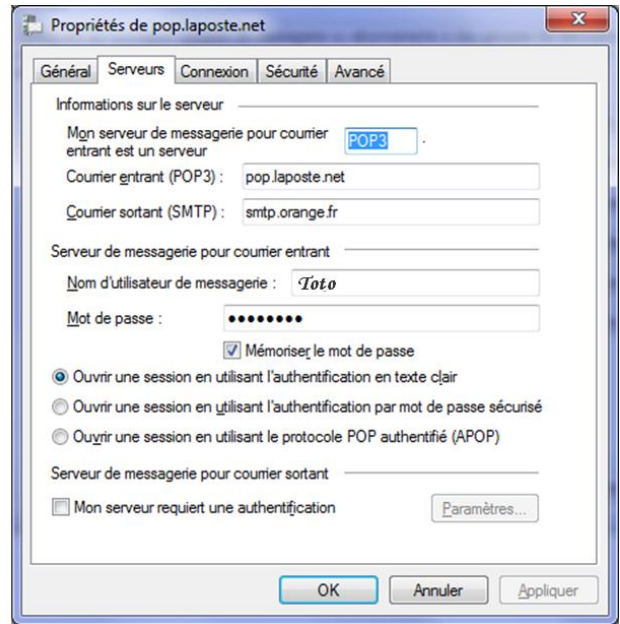 Propriétés de pop.laposte.net
Général Serveurs Connexion Sécurité Avancé
Informations sur le serveur
Mon serveur de messagerie pour courrier
entrant est un serveur
POP3
Courrier entrant (POP3) : pop.laposte.net
Courrier sortant (SMTP) : smtp.orange.fr
Serveur de messagerie pour courrier entrant
Nom d'utilisateur de messagerie : Toto
Mot de passe : ••••••••
Mémoriser le mot de passe
Ouvrir une session en utilisant l'authentification en texte clair
Ouvrir une session en utilisant l'authentification par mot de passe sécurisé
Ouvrir une session en utilisant le protocole POP authentifié (APOP)
Serveur de messagerie pour courrier sortant
Mon serveur requiert une authentification Paramètres...
OK Annuler Appliquer